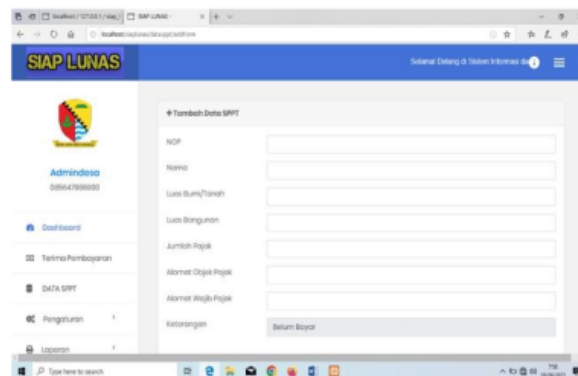 SIAP LUNAS -
SIAP LUNAS
Selamat Datang di Sistem Informasi
+ Tambah Data SPPT
NOP
Nama
Luas Bumi/Tanah
Luas Bangunan
Jumlah Pajak
Alamat Objek Pajak
Alamat Wajib Pajak
Keterangan
Belum Bayar
Admindesa
Dashboard
Terima Pembayaran
DATA SPPT
Pengaturan
Laporan
Type here to search